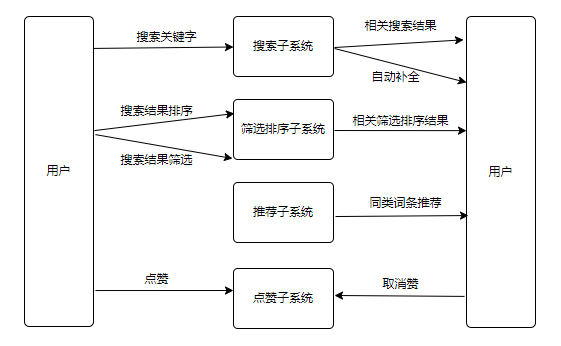 搜索关键字
搜索子系统
相关搜索结果
自动补全
用户
搜索结果排序
搜索结果筛选
筛选排序子系统
相关筛选排序结果
用户
推荐子系统
同类词条推荐
点赞
点赞子系统
取消赞